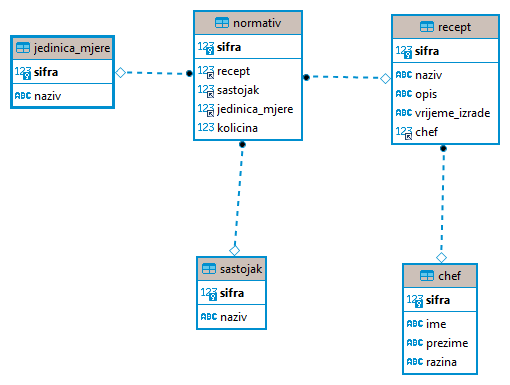 jedinica_mjere
123 sifra
ABC naziv
normativ
123 sifra
123 recept
123 sastojak
123 jedinica_mjere
123 kolicina
recept
123 sifra
ABC naziv
ABC opis
ABC vrijeme_izrade
123 chef
sastojak
123 sifra
ABC naziv
chef
123 sifra
ABC ime
ABC prezime
ABC razina